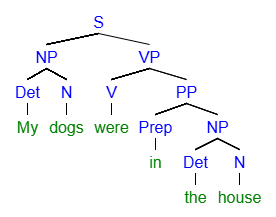 S
NP VP
Det N V PP
My dogs were Prep NP
in Det N
the house